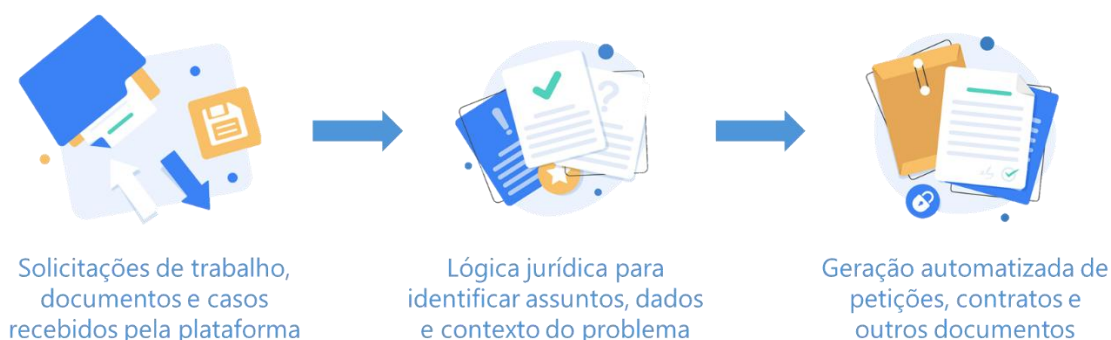 Solicitações de trabalho,
documentos e casos
recebidos pela plataforma
Lógica jurídica para
identificar assuntos, dados
e contexto do problema
Geração automatizada de
petições, contratos e
outros documentos